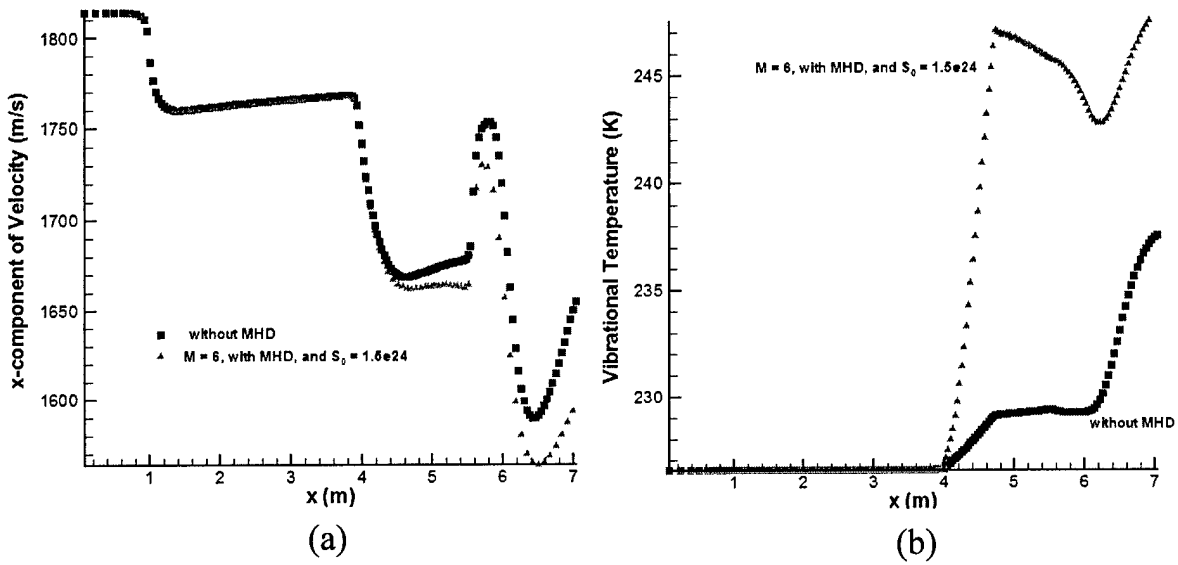 x-component of Velocity (m/s)
1800
1750
1700
1650
1600
without MHD
M = 6, with MHD, and S₀ = 1.5e24
1 2 3 4 5 6 7
x (m)
(a)
Vibrational Temperature (K)
245
240
235
230
M = 6, with MHD, and S₀ = 1.5e24
without MHD
1 2 3 4 5 6 7
x (m)
(b)